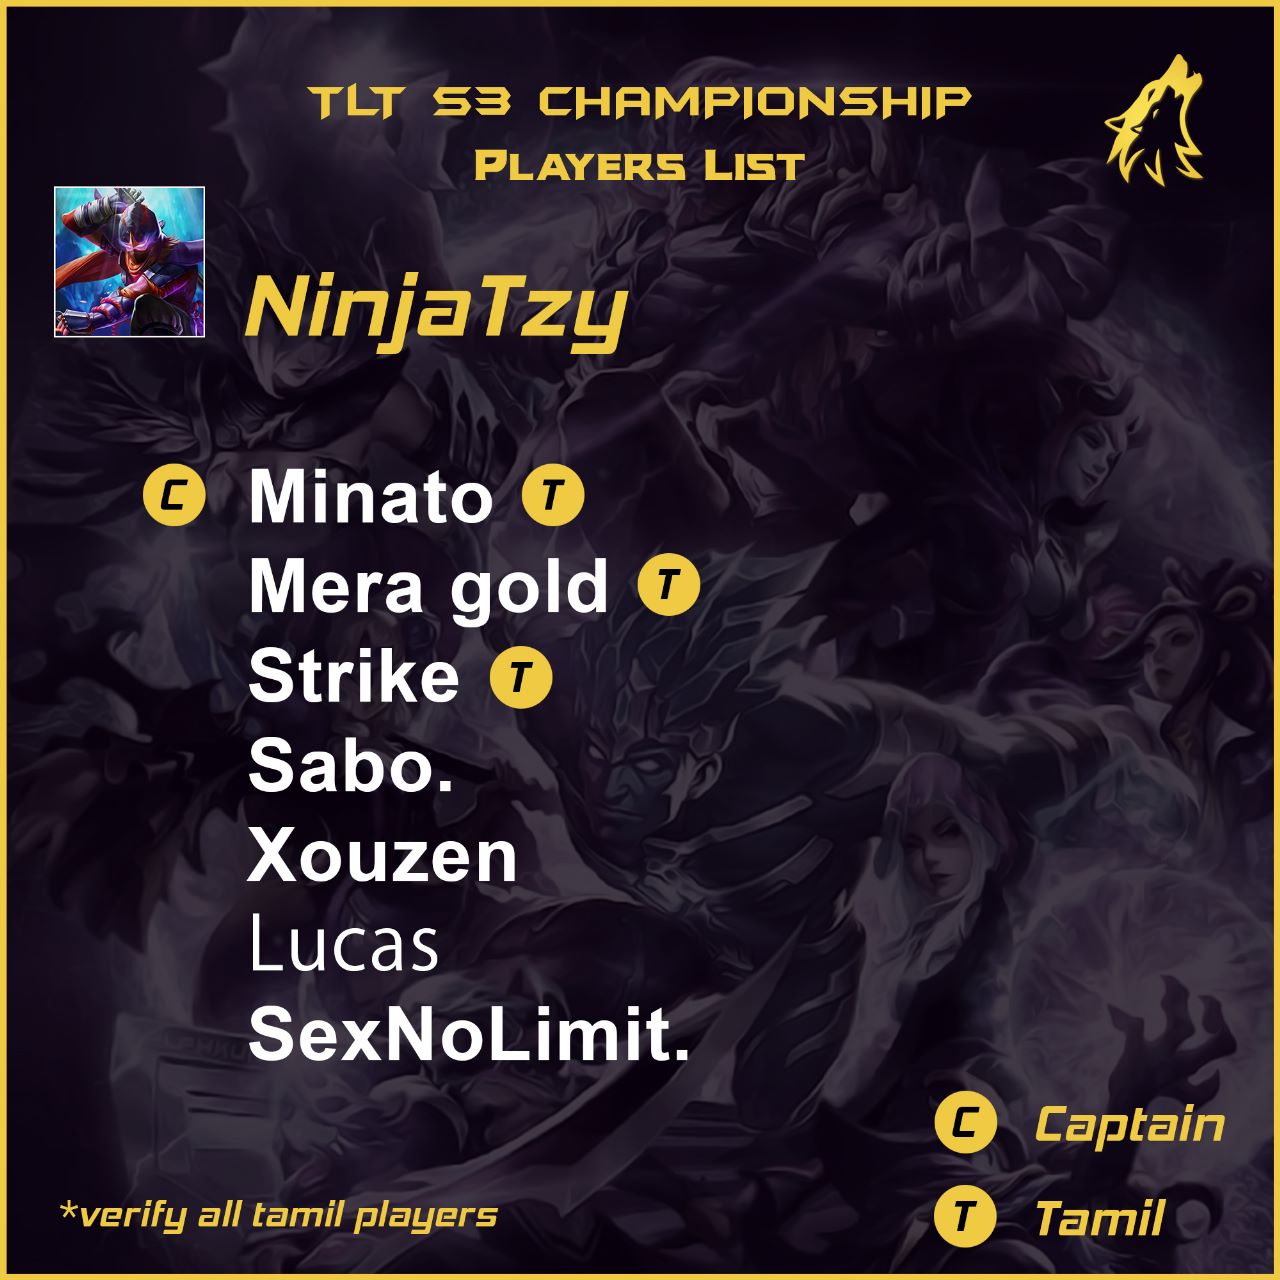 TLT S3 CHAMPIONSHIP
PLAYERS LIST
NinjaTzy
C Minato T
Mera gold T
Strike T
Sabo.
Xouzen
Lucas
SexNoLimit.
C Captain
T Tamil
*verify all tamil players